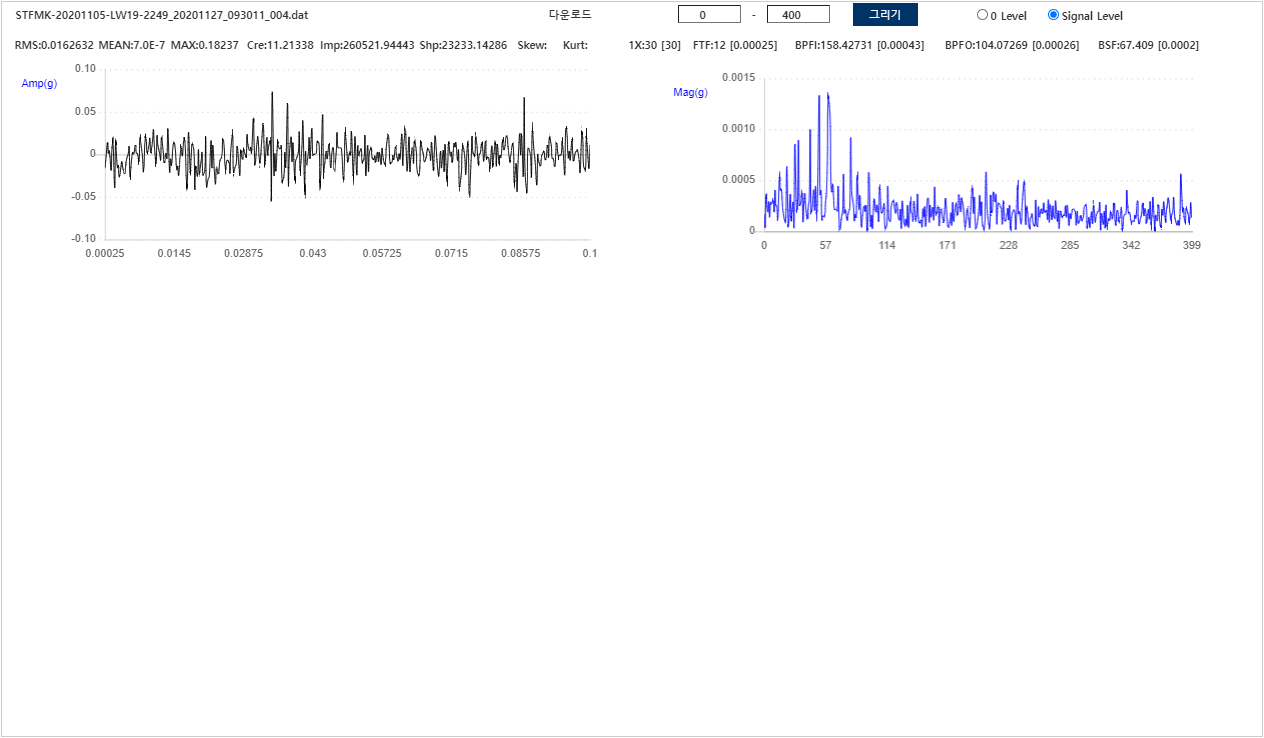 STFMK-20201105-LW19-2249_20201127_093011_004.dat 다운로드 0 - 400 그리기 0 Level Signal Level
RMS:0.0162632 MEAN:7.0E-7 MAX:0.18237 Cre:11.21338 Imp:260521.94443 Shp:23233.14286 Skew: Kurt: 1X:30 [30] FTF:12 [0.00025] BPFI:158.42731 [0.00043] BPFO:104.07269 [0.00026] BSF:67.409 [0.0002]
Amp(g)
0.10
0.05
0
-0.05
-0.10
0.00025 0.0145 0.02875 0.043 0.05725 0.0715 0.08575 0.1
Mag(g)
0.0015
0.0010
0.0005
0
0 57 114 171 228 285 342 399